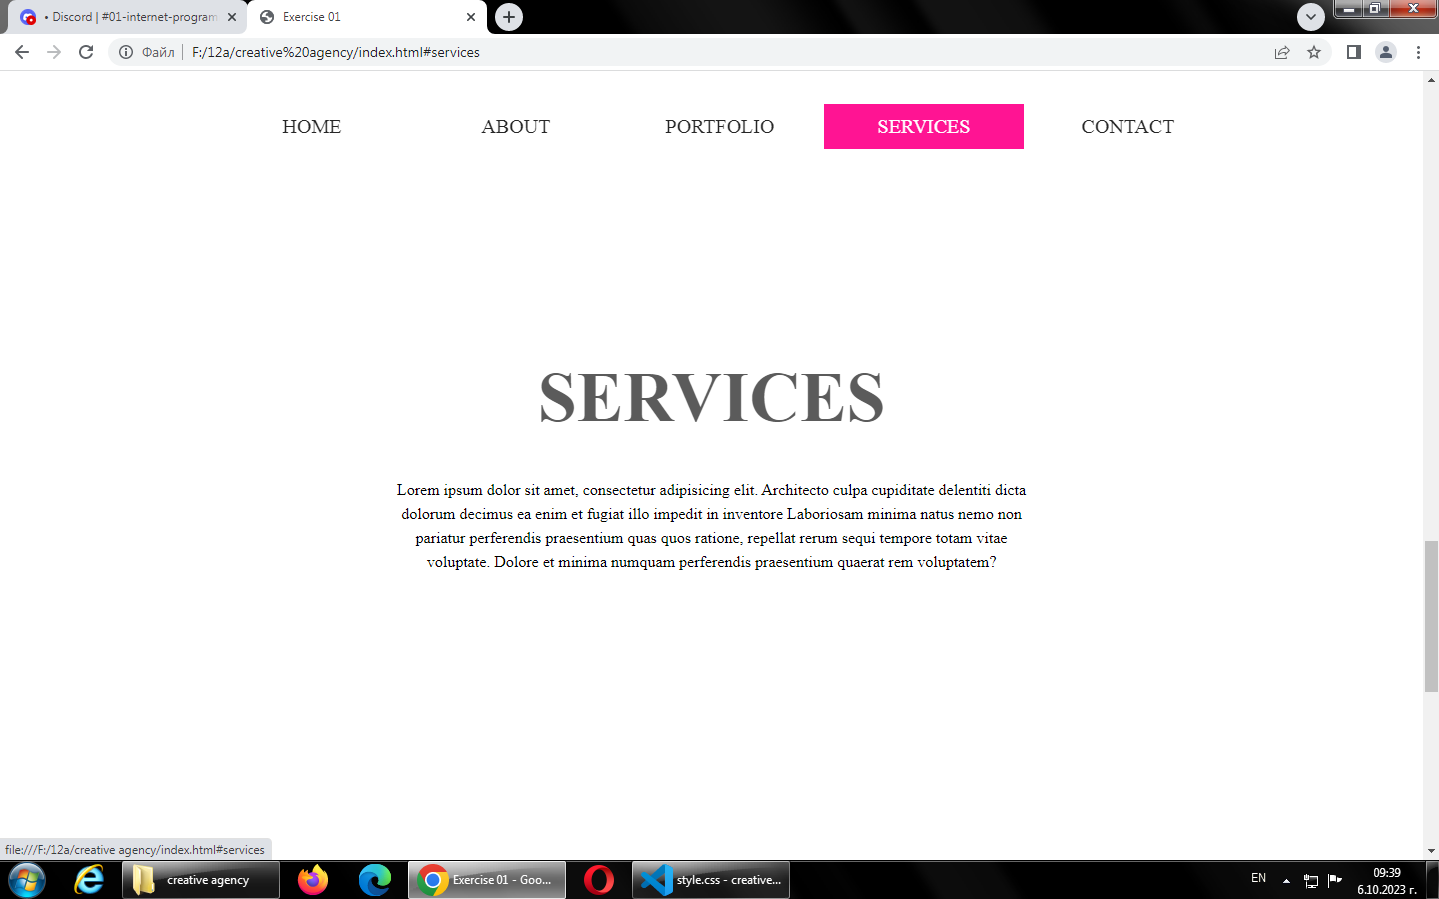 • Discord | #01-internet-program
Exercise 01
Файл
F:/12a/creative%20agency/index.html#services
HOME
ABOUT
PORTFOLIO
SERVICES
CONTACT
SERVICES
Lorem ipsum dolor sit amet, consectetur adipisicing elit. Architecto culpa cupiditate delentiti dicta
dolorum decimus ea enim et fugiat illo impedit in inventore Laboriosam minima natus nemo non
pariatur perferendis praesentium quas quos ratione, repellat rerum sequi tempore totam vitae
voluptate. Dolore et minima numquam perferendis praesentium quaerat rem voluptatem?
file:///F:/12a/creative agency/index.html#services
creative agency
Exercise 01 - Goo...
style.css - creative...
EN
09:39
6.10.2023 г.